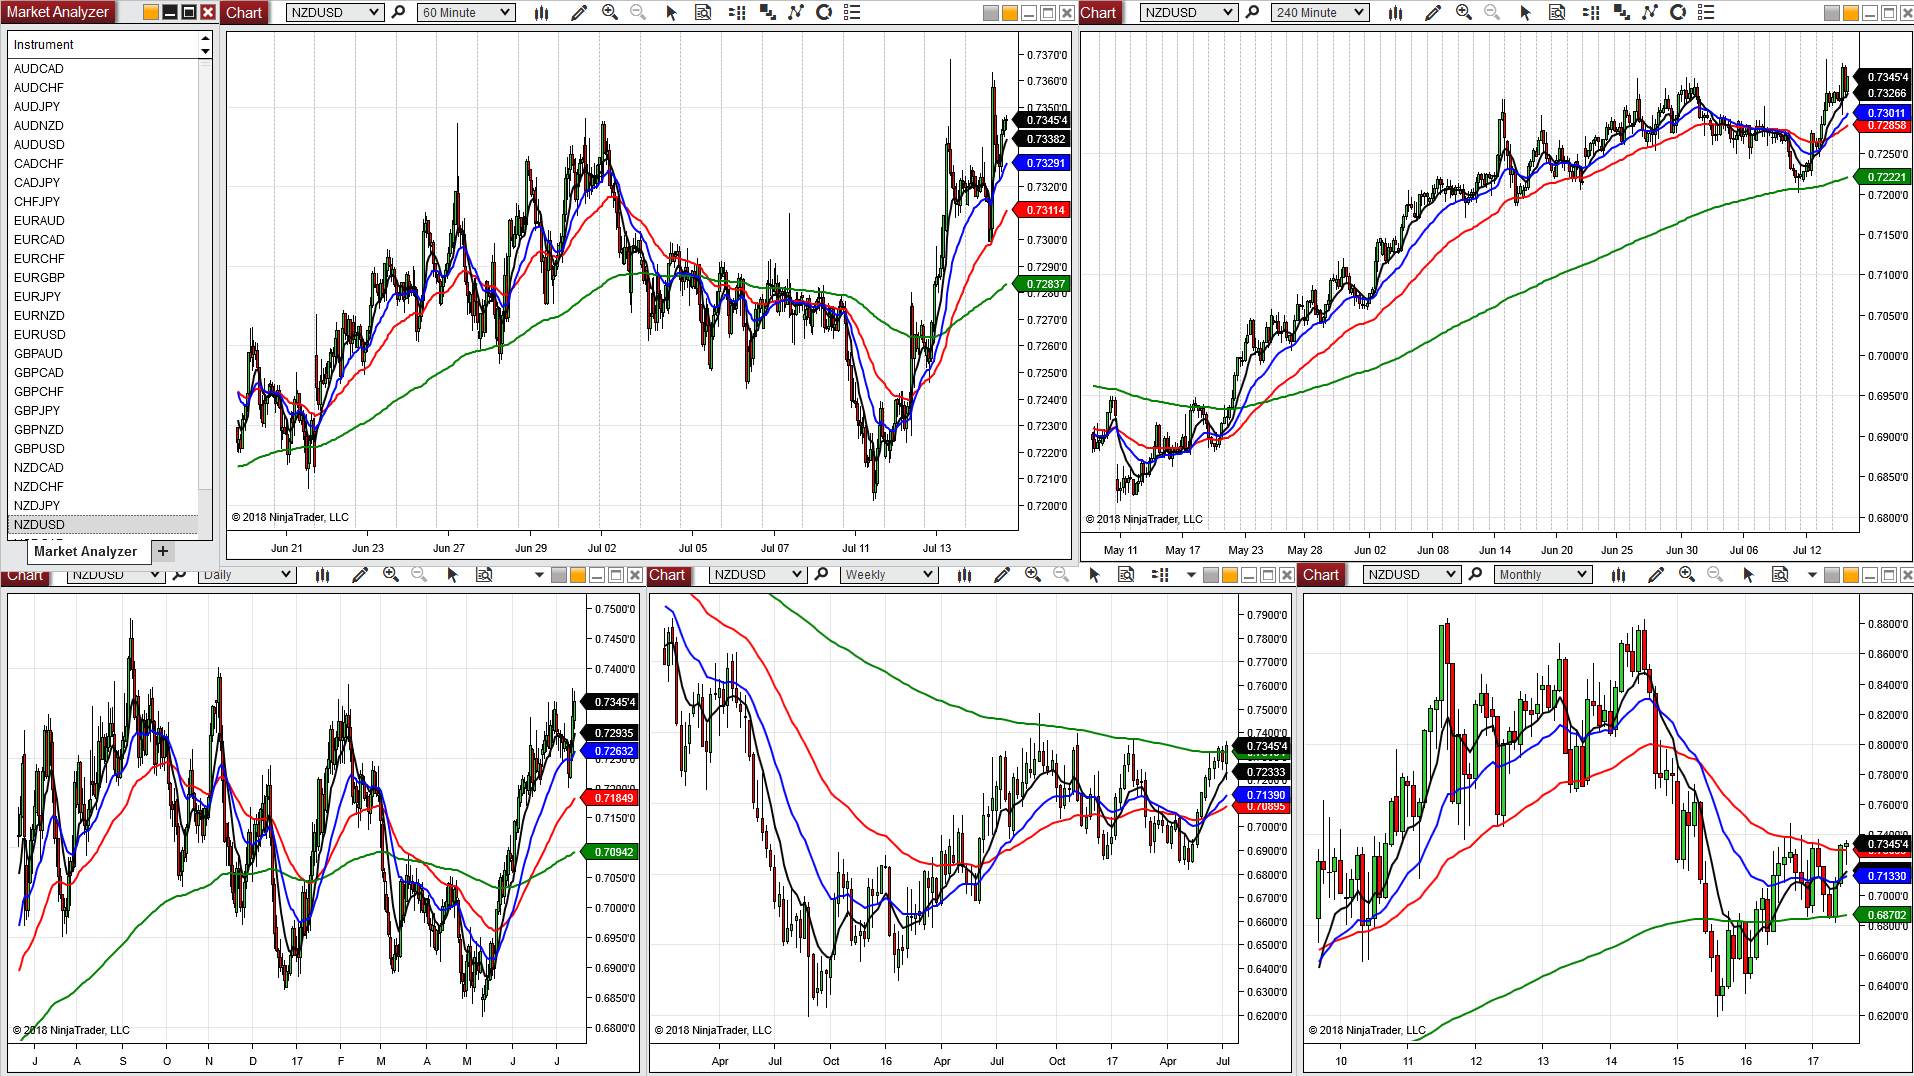 Market Analyzer
Instrument
AUDCAD
AUDCHF
AUDJPY
AUDNZD
AUDUSD
CADCHF
CADJPY
CHFJPY
EURAUD
EURCAD
EURCHF
EURGBP
EURJPY
EURNZD
EURUSD
GBPAUD
GBPCAD
GBPCHF
GBPJPY
GBPNZD
GBPUSD
NZDCAD
NZDCHF
NZDJPY
NZDUSD
Market Analyzer +
Chart NZDUSD 60 Minute
0.7370'0
0.7360'0
0.7350'0
0.7345'4
0.73382
0.73291
0.7320'0
0.73114
0.7300'0
0.7290'0
0.72837
0.7280'0
0.7270'0
0.7260'0
0.7250'0
0.7240'0
0.7230'0
0.7220'0
0.7210'0
0.7200'0
© 2018 NinjaTrader, LLC
Jun 21 Jun 23 Jun 27 Jun 29 Jul 02 Jul 05 Jul 07 Jul 11 Jul 13
Chart NZDUSD 240 Minute
0.7345'4
0.73266
0.73011
0.72858
0.7250'0
0.72221
0.7200'0
0.7150'0
0.7100'0
0.7050'0
0.7000'0
0.6950'0
0.6900'0
0.6850'0
0.6800'0
© 2018 NinjaTrader, LLC
May 11 May 17 May 23 May 28 Jun 02 Jun 08 Jun 14 Jun 20 Jun 25 Jun 30 Jul 06 Jul 12
Chart NZDUSD Daily
0.7500'0
0.7450'0
0.7400'0
0.7345'4
0.72935
0.72632
0.71849
0.7150'0
0.70942
0.7050'0
0.7000'0
0.6950'0
0.6900'0
0.6850'0
0.6800'0
© 2018 NinjaTrader, LLC
J A S O N D 17 F M A M J J
Chart NZDUSD Weekly
0.7900'0
0.7800'0
0.7700'0
0.7600'0
0.7500'0
0.7400'0
0.7345'4
0.72333
0.71390
0.70895
0.7000'0
0.6900'0
0.6800'0
0.6700'0
0.6600'0
0.6500'0
0.6400'0
0.6300'0
0.6200'0
© 2018 NinjaTrader, LLC
Apr Jul Oct 16 Apr Jul Oct 17 Apr Jul
Chart NZDUSD Monthly
0.8800'0
0.8600'0
0.8400'0
0.8200'0
0.8000'0
0.7800'0
0.7600'0
0.7345'4
0.71330
0.7000'0
0.68702
0.6800'0
0.6600'0
0.6400'0
0.6200'0
© 2018 NinjaTrader, LLC
10 11 12 13 14 15 16 17